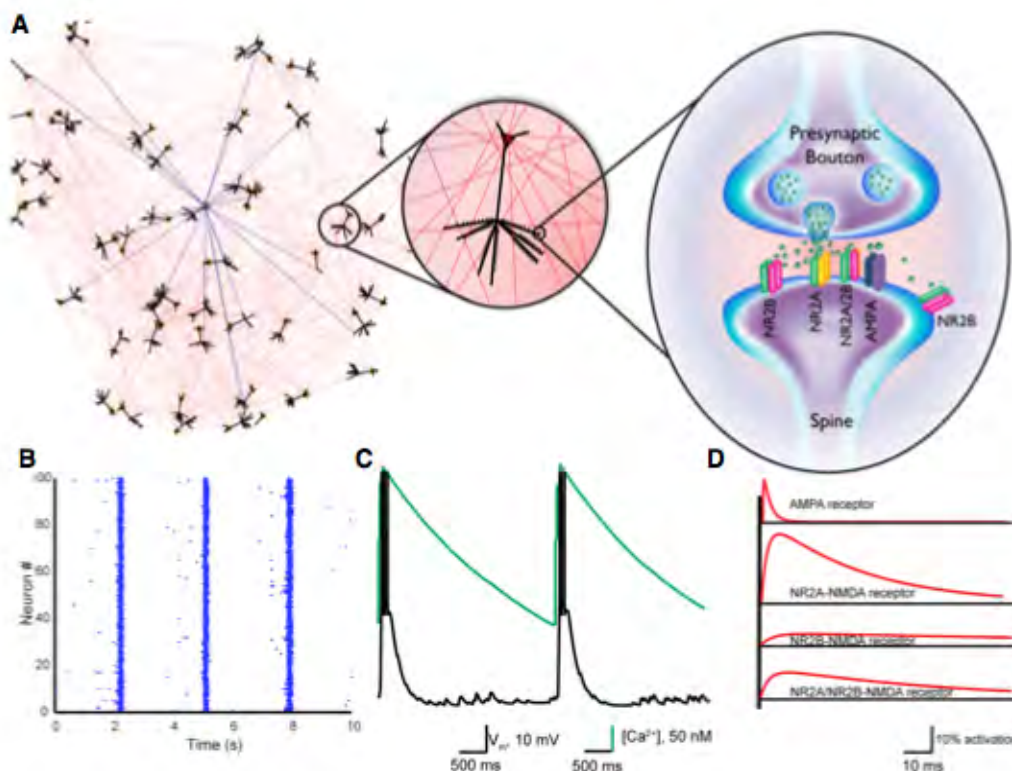 A
Presynaptic
Bouton
NR2B
NR2A
NR2A/2B
AMPA
NR2B
Spine
B
C
D
100
80
60
40
20
0
Neuron #
0 2 4 6 8 10
Time (s)
Vm, 10 mV
500 ms
[Ca²⁺], 50 nM
500 ms
AMPA receptor
NR2A-NMDA receptor
NR2B-NMDA receptor
NR2A/NR2B-NMDA receptor
10% activation
10 ms